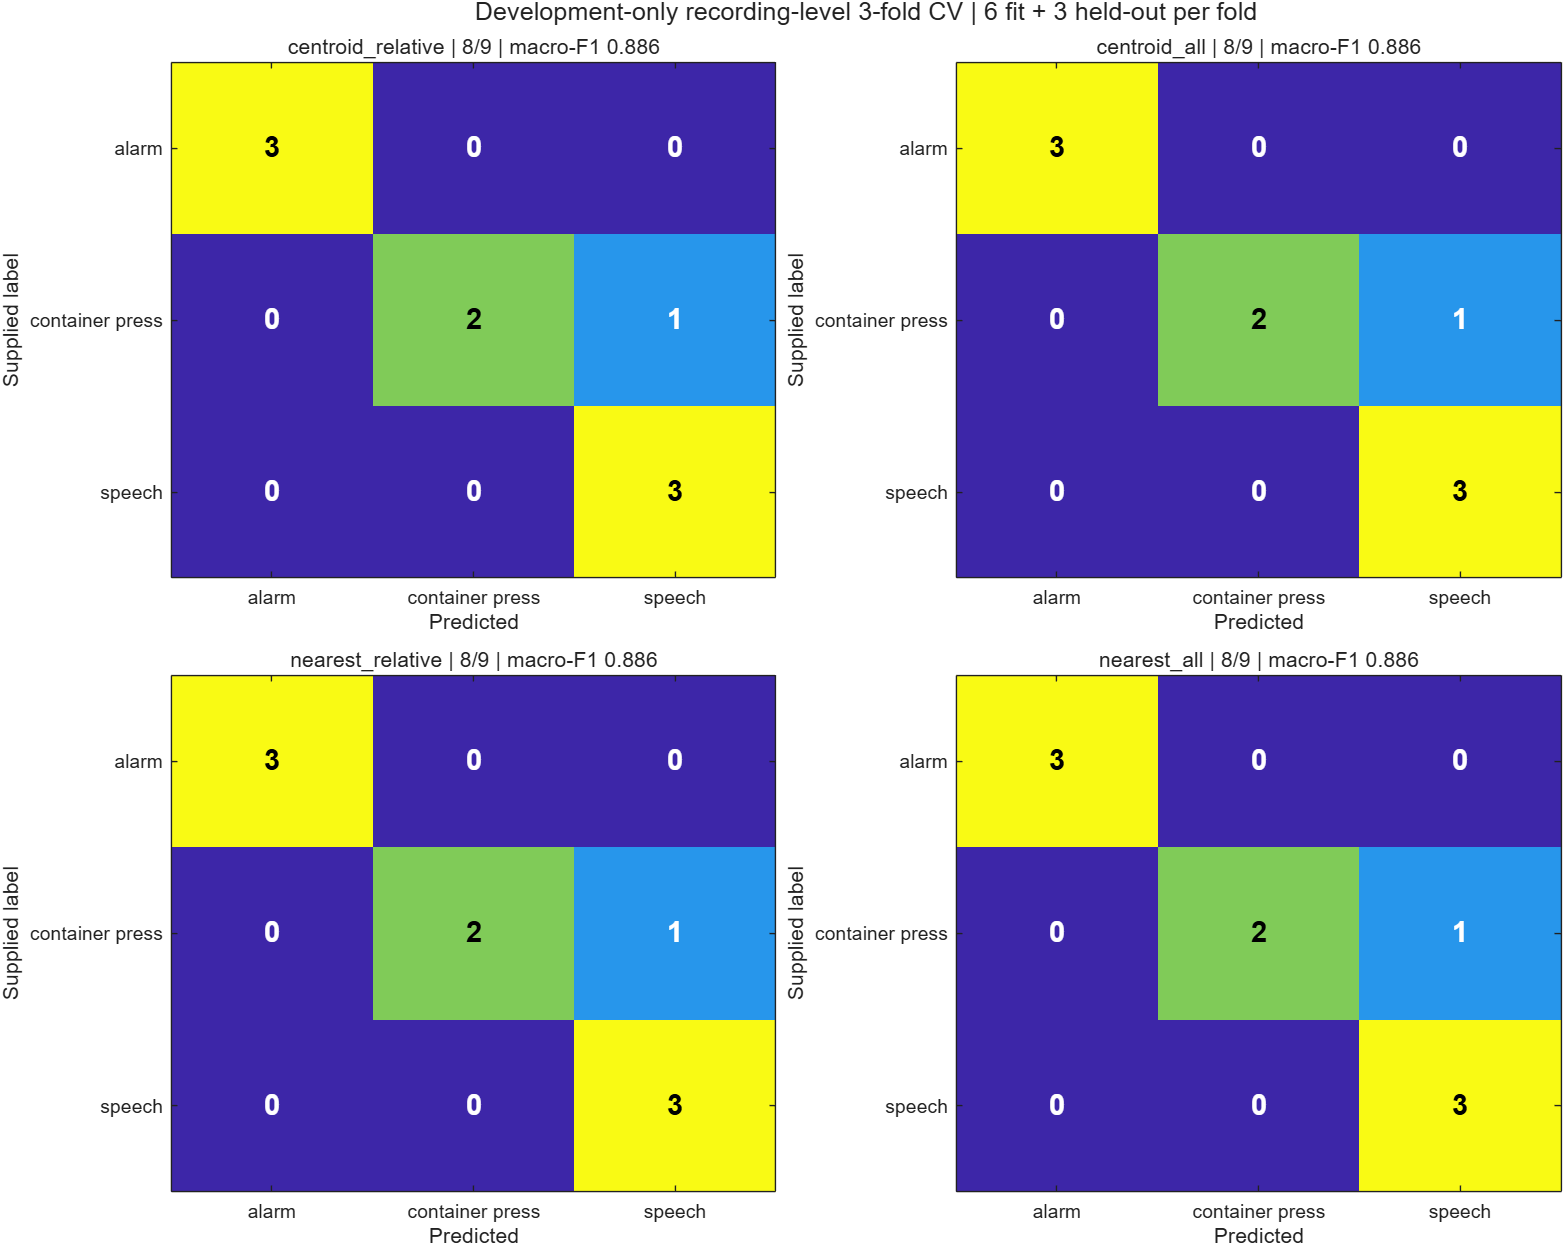 Development-only recording-level 3-fold CV | 6 fit + 3 held-out per fold
centroid_relative | 8/9 | macro-F1 0.886
Supplied label
alarm 3 0 0
container press 0 2 1
speech 0 0 3
alarm container press speech
Predicted
centroid_all | 8/9 | macro-F1 0.886
Supplied label
alarm 3 0 0
container press 0 2 1
speech 0 0 3
alarm container press speech
Predicted
nearest_relative | 8/9 | macro-F1 0.886
Supplied label
alarm 3 0 0
container press 0 2 1
speech 0 0 3
alarm container press speech
Predicted
nearest_all | 8/9 | macro-F1 0.886
Supplied label
alarm 3 0 0
container press 0 2 1
speech 0 0 3
alarm container press speech
Predicted